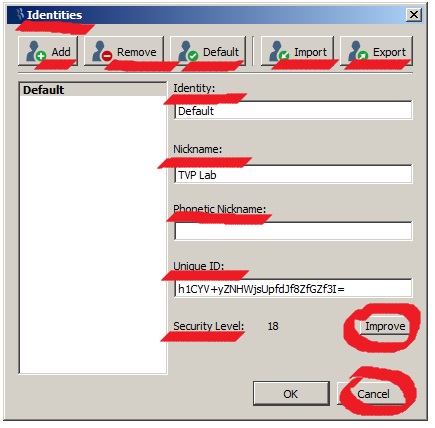 Identities
Add Remove Default Import Export
Default
Identity:
Default
Nickname:
TVP Lab
Phonetic Nickname:
Unique ID:
h1CYV+yZNHWjsUpfdJf8ZfGZf3I=
Security Level: 18 Improve
OK Cancel